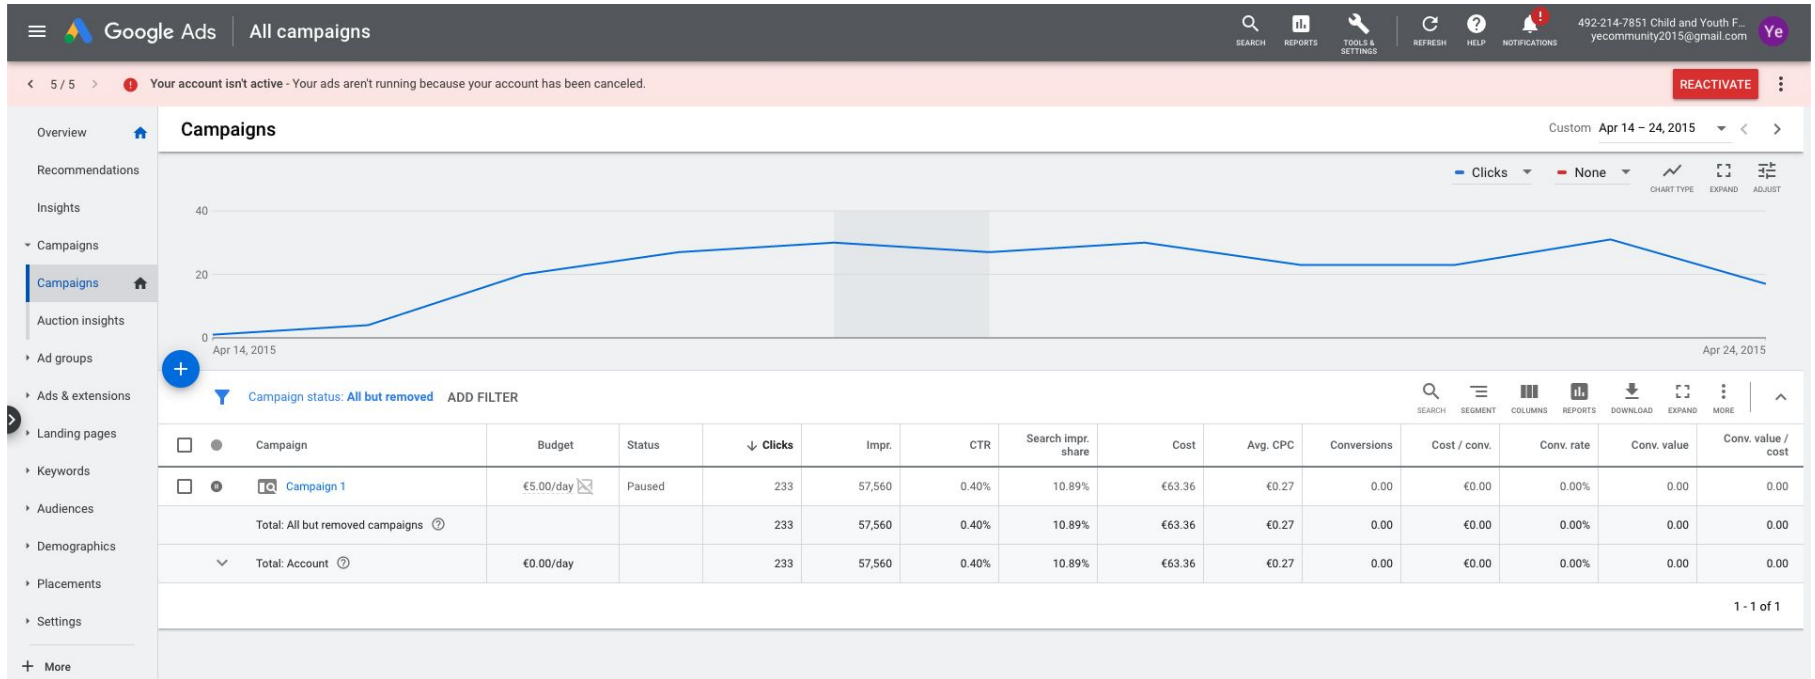 Google Ads
All campaigns
SEARCH
REPORTS
TOOLS &
SETTINGS
REFRESH
HELP
!
NOTIFICATIONS
492-214-7851 Child and Youth F...
yecommunity2015@gmail.com
Ye
5 / 5
Your account isn't active - Your ads aren't running because your account has been canceled.
REACTIVATE
Overview
Recommendations
Insights
Campaigns
Campaigns
Auction insights
Ad groups
Ads & extensions
Landing pages
Keywords
Audiences
Demographics
Placements
Settings
+ More
Campaigns
Custom Apr 14 – 24, 2015
Clicks
None
CHART TYPE
EXPAND
ADJUST
40
20
0
Apr 14, 2015
Apr 24, 2015
Campaign status: All but removed ADD FILTER
SEARCH
SEGMENT
COLUMNS
REPORTS
DOWNLOAD
EXPAND
MORE
Campaign Budget Status Clicks Impr. CTR Search impr. share Cost Avg. CPC Conversions Cost / conv. Conv. rate Conv. value Conv. value / cost
Campaign 1 €5.00/day Paused 233 57,560 0.40% 10.89% €63.36 €0.27 0.00 €0.00 0.00% 0.00 0.00
Total: All but removed campaigns 233 57,560 0.40% 10.89% €63.36 €0.27 0.00 €0.00 0.00% 0.00 0.00
Total: Account €0.00/day 233 57,560 0.40% 10.89% €63.36 €0.27 0.00 €0.00 0.00% 0.00 0.00
1 - 1 of 1